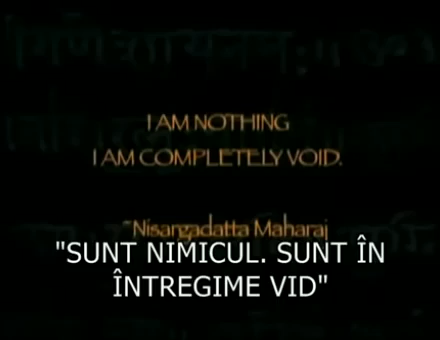 I AM NOTHING
I AM COMPLETELY VOID.
~Nisargadatta Maharaj
"SUNT NIMICUL. SUNT ÎN
ÎNTREGIME VID"